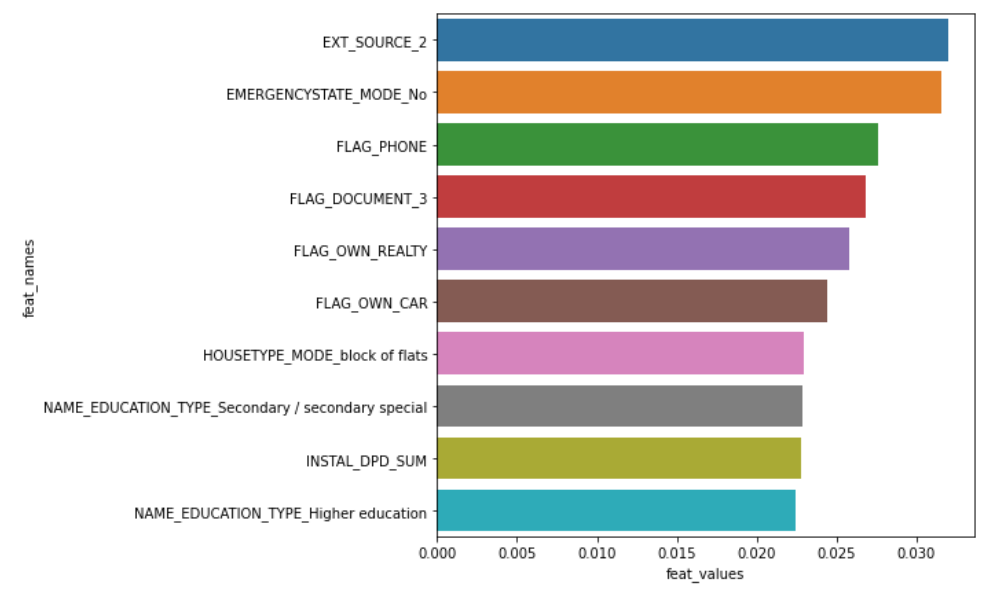 EXT_SOURCE_2
EMERGENCYSTATE_MODE_No
FLAG_PHONE
FLAG_DOCUMENT_3
FLAG_OWN_REALTY
feat_names
FLAG_OWN_CAR
HOUSETYPE_MODE_block of flats
NAME_EDUCATION_TYPE_Secondary / secondary special
INSTAL_DPD_SUM
NAME_EDUCATION_TYPE_Higher education
0.000 0.005 0.010 0.015 0.020 0.025 0.030
feat_values